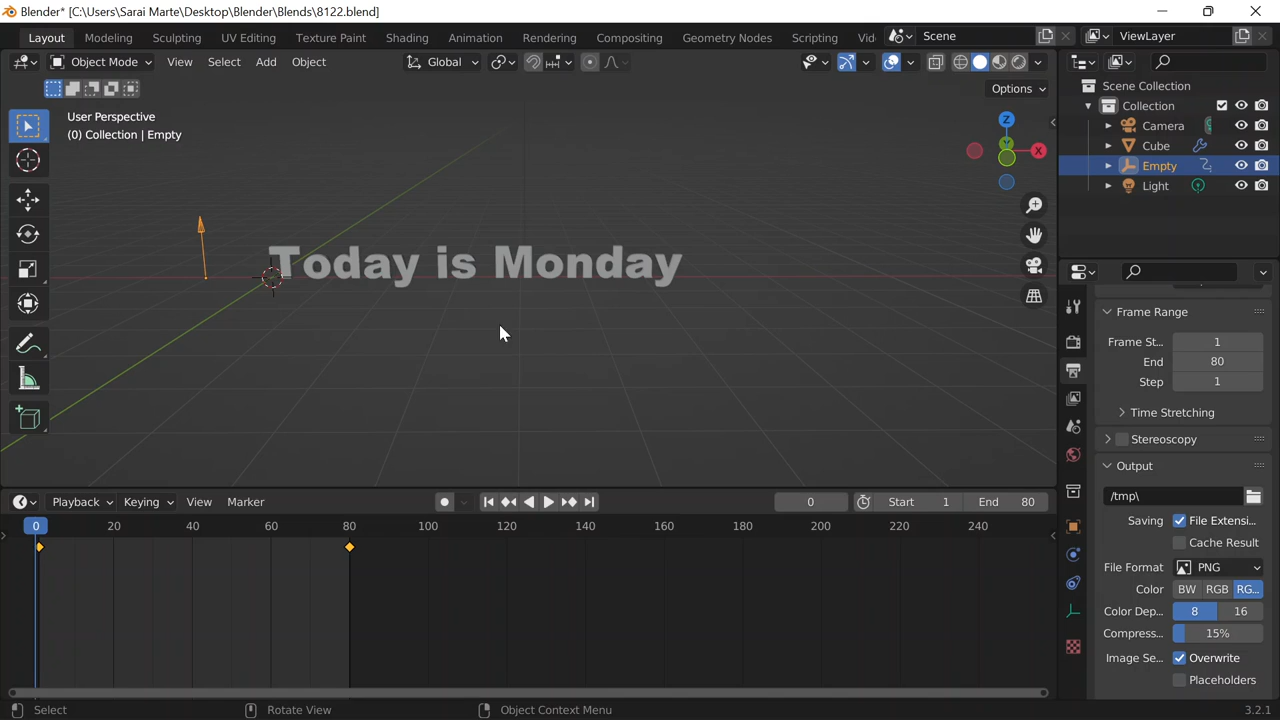 Blender* [C:\Users\Sarai Marte\Desktop\Blender\Blends\8122.blend]
Layout Modeling Sculpting UV Editing Texture Paint Shading Animation Rendering Compositing Geometry Nodes Scripting Vid Scene ViewLayer
Object Mode View Select Add Object Global
Options
User Perspective
(0) Collection | Empty
Z
Y
X
Today is Monday
Scene Collection
Collection
Camera
Cube
Empty
Light
Frame Range
Frame St... 1
End 80
Step 1
Time Stretching
Stereoscopy
Output
/tmp\
Saving File Extensi...
Cache Result
File Format PNG
Color BW RGB RG...
Color Dep... 8 16
Compress... 15%
Image Se... Overwrite
Placeholders
Playback Keying View Marker 0 Start 1 End 80
0 20 40 60 80 100 120 140 160 180 200 220 240
Select Rotate View Object Context Menu 3.2.1